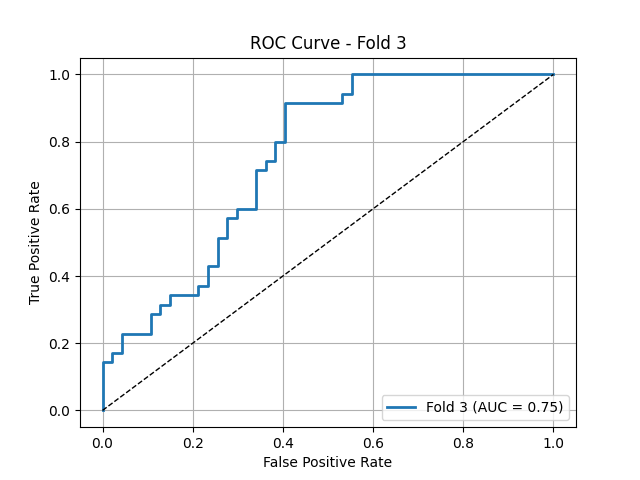 ROC Curve - Fold 3
True Positive Rate
1.0
0.8
0.6
0.4
0.2
0.0
0.0 0.2 0.4 0.6 0.8 1.0
False Positive Rate
Fold 3 (AUC = 0.75)